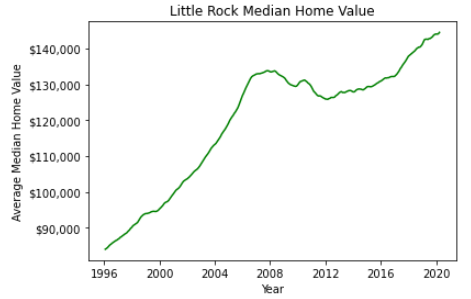 Little Rock Median Home Value
$140,000
$130,000
$120,000
$110,000
$100,000
$90,000
Average Median Home Value
1996 2000 2004 2008 2012 2016 2020
Year